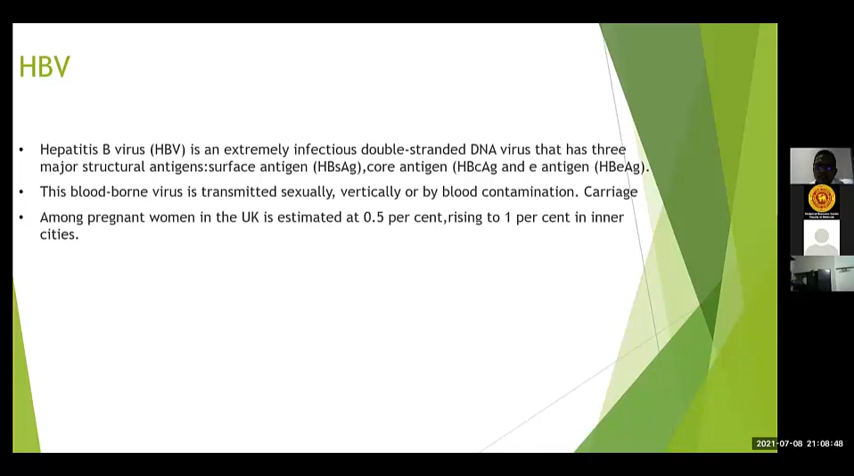 HBV
• Hepatitis B virus (HBV) is an extremely infectious double-stranded DNA virus that has three
major structural antigens:surface antigen (HBsAg),core antigen (HBcAg and e antigen (HBeAg).
• This blood-borne virus is transmitted sexually, vertically or by blood contamination. Carriage
• Among pregnant women in the UK is estimated at 0.5 per cent,rising to 1 per cent in inner
cities.
2021-07-08 21:08:48